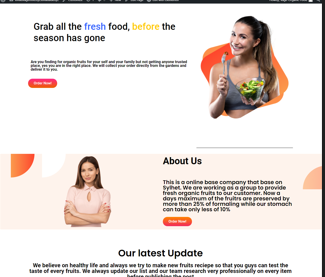 Grab all the fresh food, before the
season has gone
Are you finding for organic fruits for your self and your family but not getting anyone trusted
place, yes you are in the right place. We will collect your order directly from the gardens and
deliver it to you.
Order Now!
About Us
This is a online base company that base on
Sylhet. We are working as a group to provide
fresh organic fruits to our customer. Now a
days maximum of the fruits are preserved by
more than 25% of formaling while our stomach
can take only less of 10%
Order Now!
Our latest Update
We believe on healthy life and always we try to make new fruits reciepe so that you guys can test the
taste of every fruits. We always update our list and our team research very professionally on every item
before publishing the post